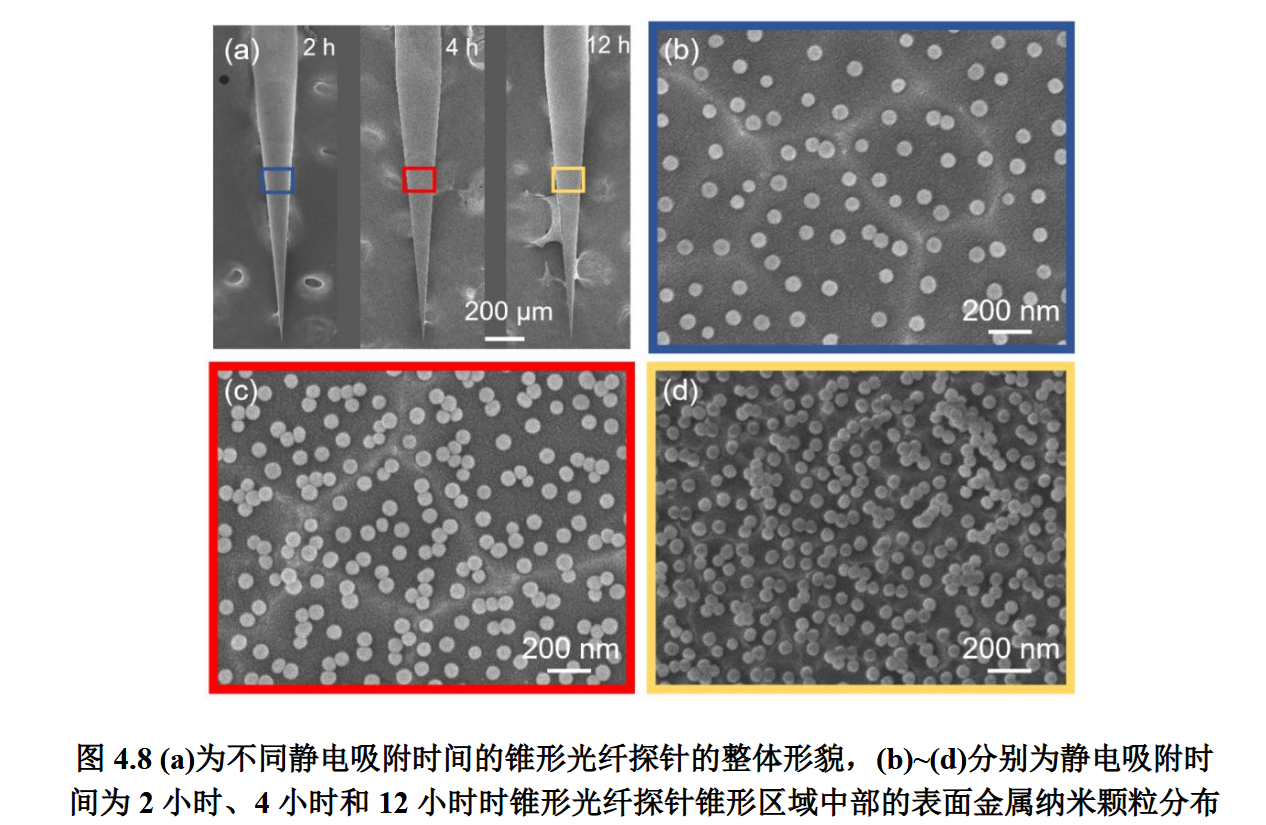 (a)
2 h
4 h
12 h
200 μm
(b)
200 nm
(c)
200 nm
(d)
200 nm
图 4.8 (a)为不同静电吸附时间的锥形光纤探针的整体形貌，(b)~(d)分别为静电吸附时
间为 2 小时、4 小时和 12 小时时锥形光纤探针锥形区域中部的表面金属纳米颗粒分布